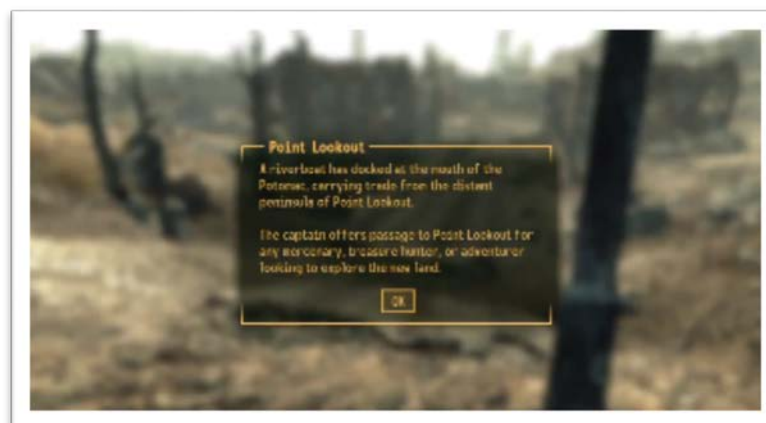 Point Lookout
A riverboat has docked at the mouth of the
Potomac, carrying trade from the distant
peninsula of Point Lookout.
The captain offers passage to Point Lookout for
any mercenary, treasure hunter, or adventurer
looking to explore the new land.
OK